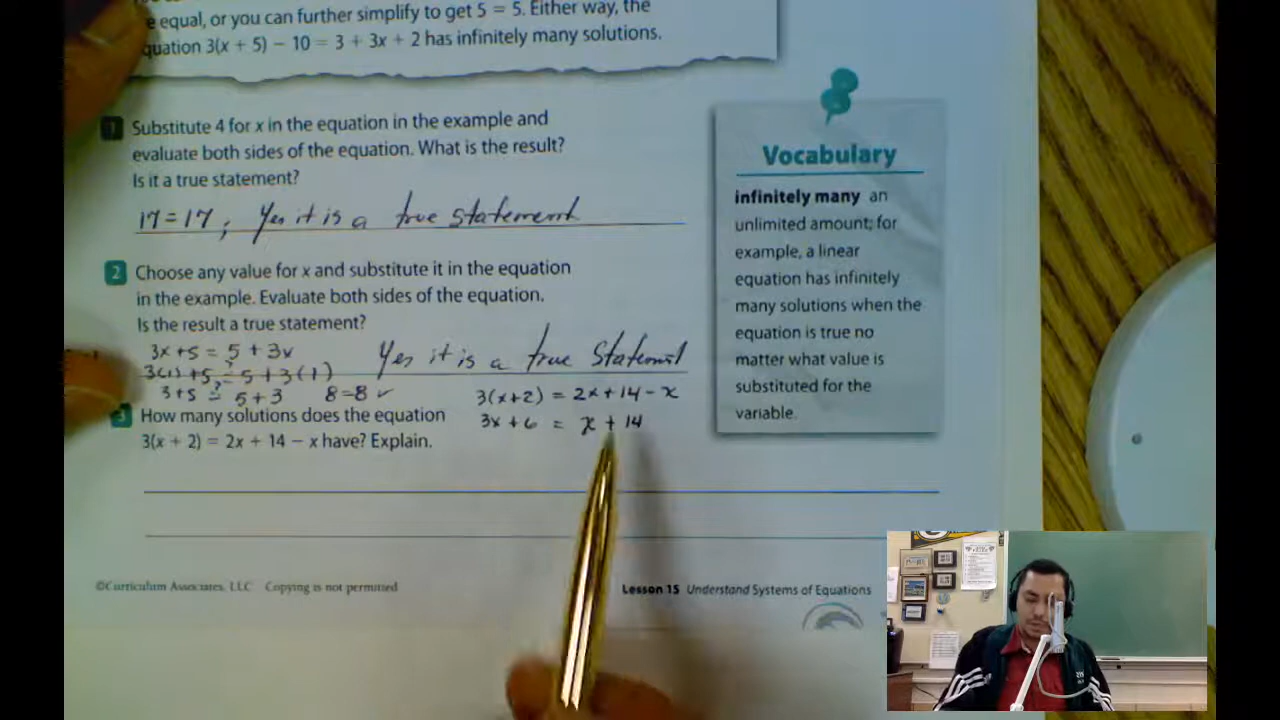 e equal, or you can further simplify to get 5 = 5. Either way, the
quation 3(x + 5) − 10 = 3 + 3x + 2 has infinitely many solutions.
1 Substitute 4 for x in the equation in the example and
evaluate both sides of the equation. What is the result?
Is it a true statement?
17 = 17; Yes it is a true statement
2 Choose any value for x and substitute it in the equation
in the example. Evaluate both sides of the equation.
Is the result a true statement?
3x + 5 = 5 + 3x
Yes it is a true statement
3(1) + 5 ≟ 5 + 3(1)
3 + 5 ≟ 5 + 3 8 = 8 ✓
3 How many solutions does the equation
3(x + 2) = 2x + 14 − x have? Explain.
3(x+2) = 2x + 14 − x
3x + 6 = x + 14
Vocabulary
infinitely many an
unlimited amount; for
example, a linear
equation has infinitely
many solutions when the
equation is true no
matter what value is
substituted for the
variable.
©Curriculum Associates, LLC Copying is not permitted
Lesson 15 Understand Systems of Equations